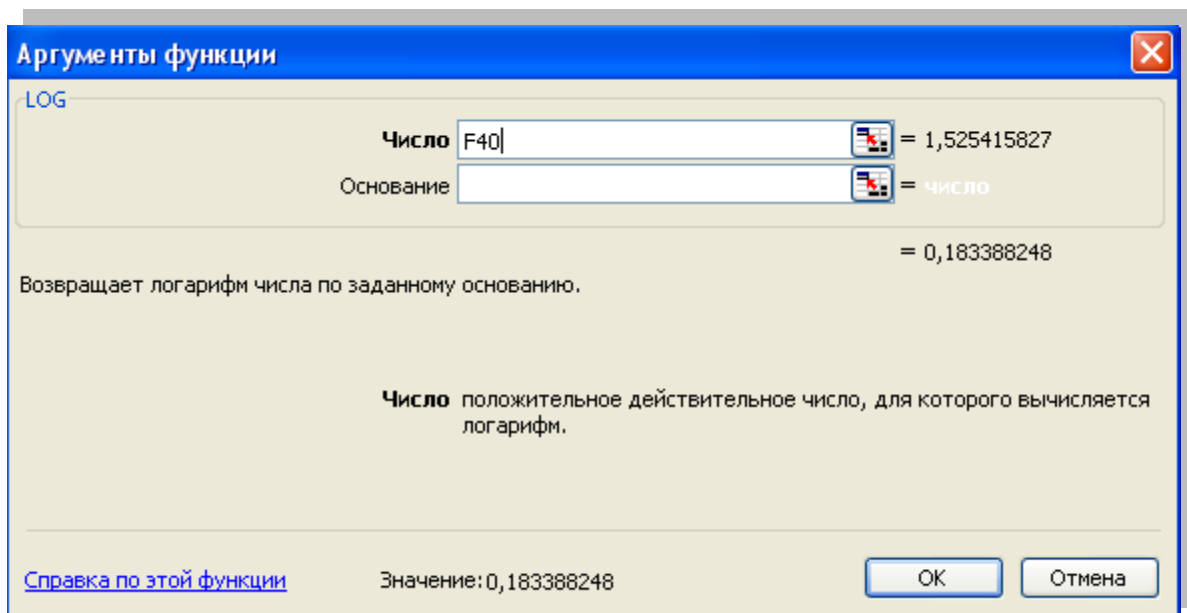 Аргументы функции
LOG
Число F40 = 1,525415827
Основание = число
= 0,183388248
Возвращает логарифм числа по заданному основанию.
Число положительное действительное число, для которого вычисляется
логарифм.
Справка по этой функции Значение: 0,183388248 OK Отмена